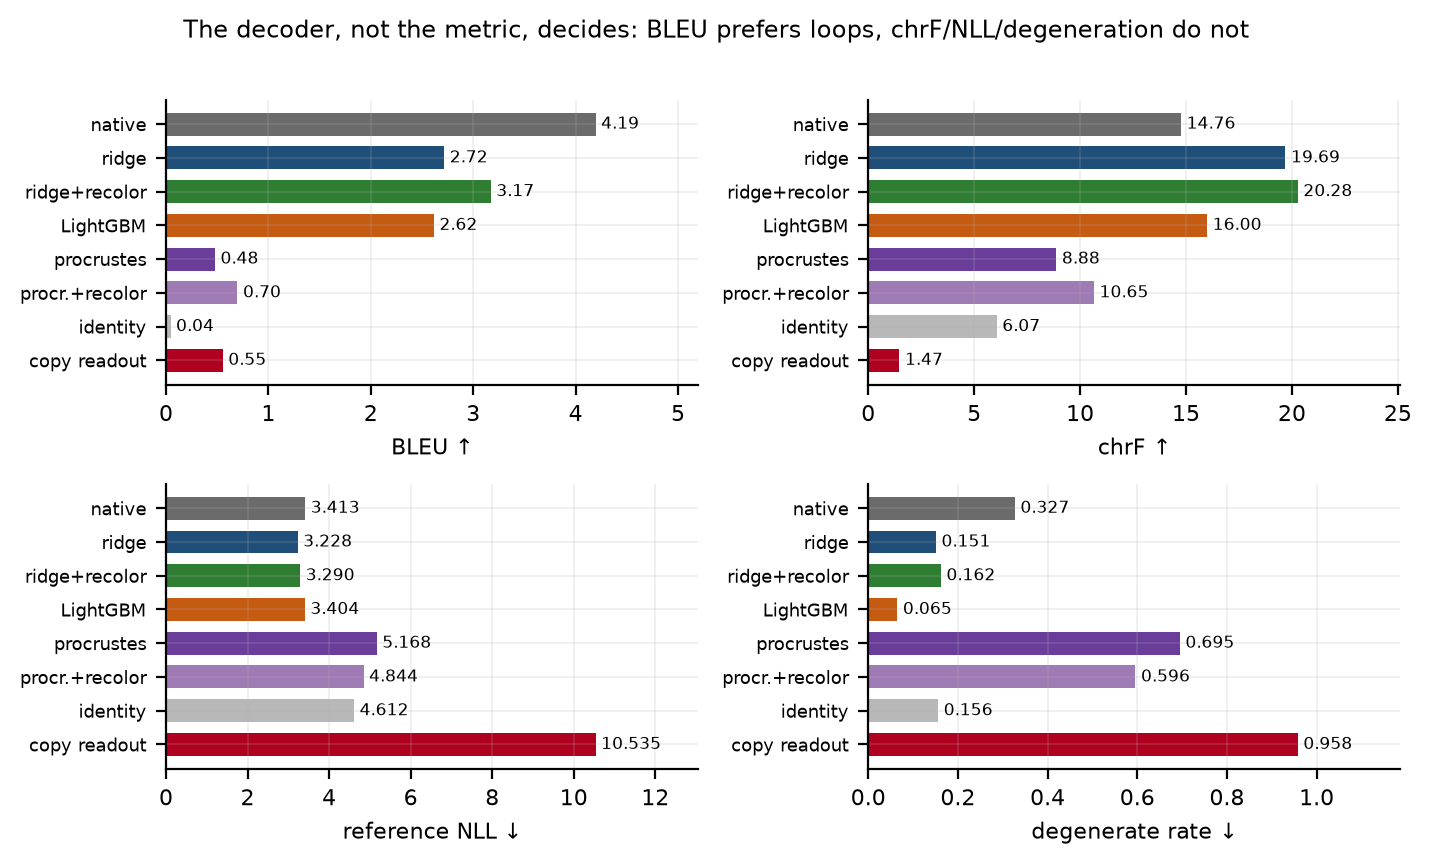 The decoder, not the metric, decides: BLEU prefers loops, chrF/NLL/degeneration do not
native 4.19
ridge 2.72
ridge+recolor 3.17
LightGBM 2.62
procrustes 0.48
procr.+recolor 0.70
identity 0.04
copy readout 0.55
0 1 2 3 4 5
BLEU ↑
native 14.76
ridge 19.69
ridge+recolor 20.28
LightGBM 16.00
procrustes 8.88
procr.+recolor 10.65
identity 6.07
copy readout 1.47
0 5 10 15 20 25
chrF ↑
native 3.413
ridge 3.228
ridge+recolor 3.290
LightGBM 3.404
procrustes 5.168
procr.+recolor 4.844
identity 4.612
copy readout 10.535
0 2 4 6 8 10 12
reference NLL ↓
native 0.327
ridge 0.151
ridge+recolor 0.162
LightGBM 0.065
procrustes 0.695
procr.+recolor 0.596
identity 0.156
copy readout 0.958
0.0 0.2 0.4 0.6 0.8 1.0
degenerate rate ↓